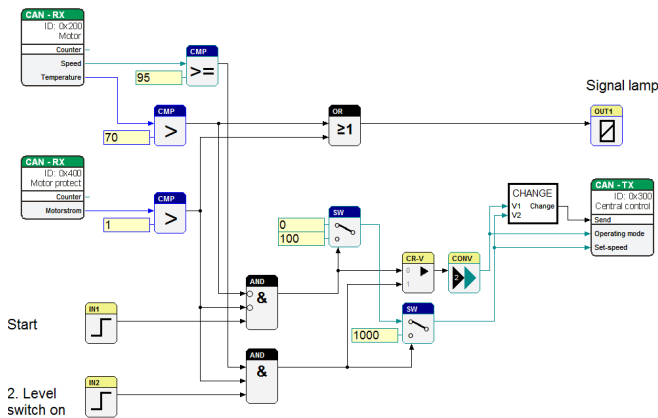 CAN - RX
ID: 0x200
Motor
Counter
Speed
Temperature
CMP
>=
95
CMP
>
70
OR
≥1
Signal lamp
OUT1
CAN - RX
ID: 0x400
Motor protect
Counter
Motorstrom
CMP
>
1
CHANGE
V1 Change
V2
CAN - TX
ID: 0x300
Central control
Send
Operating mode
Set-speed
SW
0
100
CR-V
0
1
CONV
2
AND
&
SW
1000
Start
IN1
AND
&
2. Level
switch on
IN2